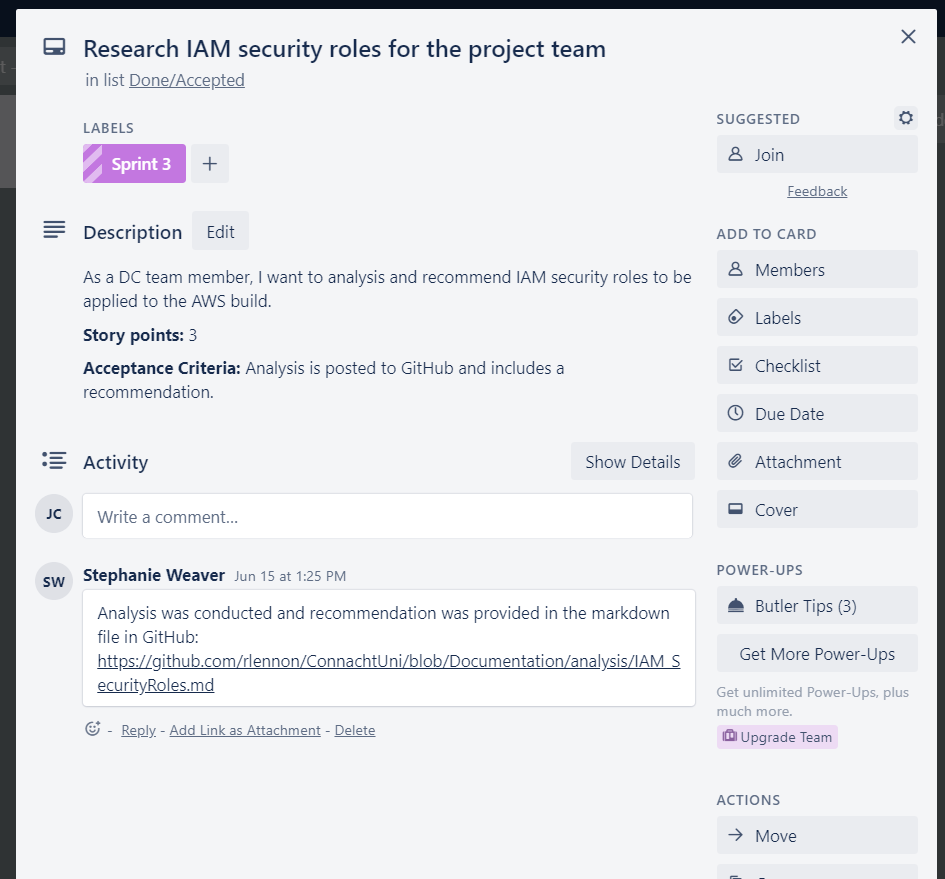 Research IAM security roles for the project team
in list Done/Accepted
LABELS
Sprint 3
Description
Edit
As a DC team member, I want to analysis and recommend IAM security roles to be
applied to the AWS build.
Story points: 3
Acceptance Criteria: Analysis is posted to GitHub and includes a
recommendation.
Activity
Show Details
JC
Write a comment...
SW
Stephanie Weaver Jun 15 at 1:25 PM
Analysis was conducted and recommendation was provided in the markdown
file in GitHub:
https://github.com/rlennon/ConnachtUni/blob/Documentation/analysis/IAM_S
ecurityRoles.md
- Reply - Add Link as Attachment - Delete
SUGGESTED
Join
Feedback
ADD TO CARD
Members
Labels
Checklist
Due Date
Attachment
Cover
POWER-UPS
Butler Tips (3)
Get More Power-Ups
Get unlimited Power-Ups, plus
much more.
Upgrade Team
ACTIONS
Move